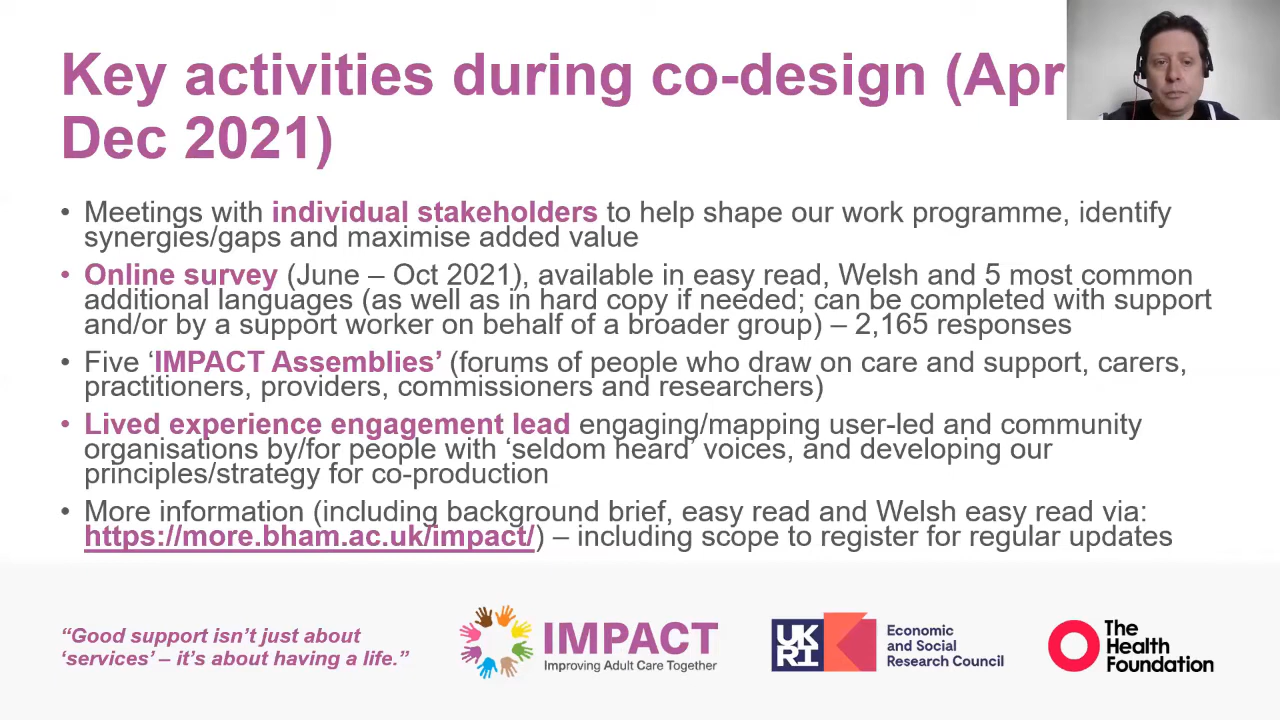 Key activities during co-design (Apr
Dec 2021)
• Meetings with individual stakeholders to help shape our work programme, identify
synergies/gaps and maximise added value
• Online survey (June – Oct 2021), available in easy read, Welsh and 5 most common
additional languages (as well as in hard copy if needed; can be completed with support
and/or by a support worker on behalf of a broader group) – 2,165 responses
• Five ‘IMPACT Assemblies’ (forums of people who draw on care and support, carers,
practitioners, providers, commissioners and researchers)
• Lived experience engagement lead engaging/mapping user-led and community
organisations by/for people with ‘seldom heard’ voices, and developing our
principles/strategy for co-production
• More information (including background brief, easy read and Welsh easy read via:
https://more.bham.ac.uk/impact/) – including scope to register for regular updates
“Good support isn’t just about
‘services’ – it’s about having a life.”
IMPACT
Improving Adult Care Together
UK
RI
Economic
and Social
Research Council
The
Health
Foundation